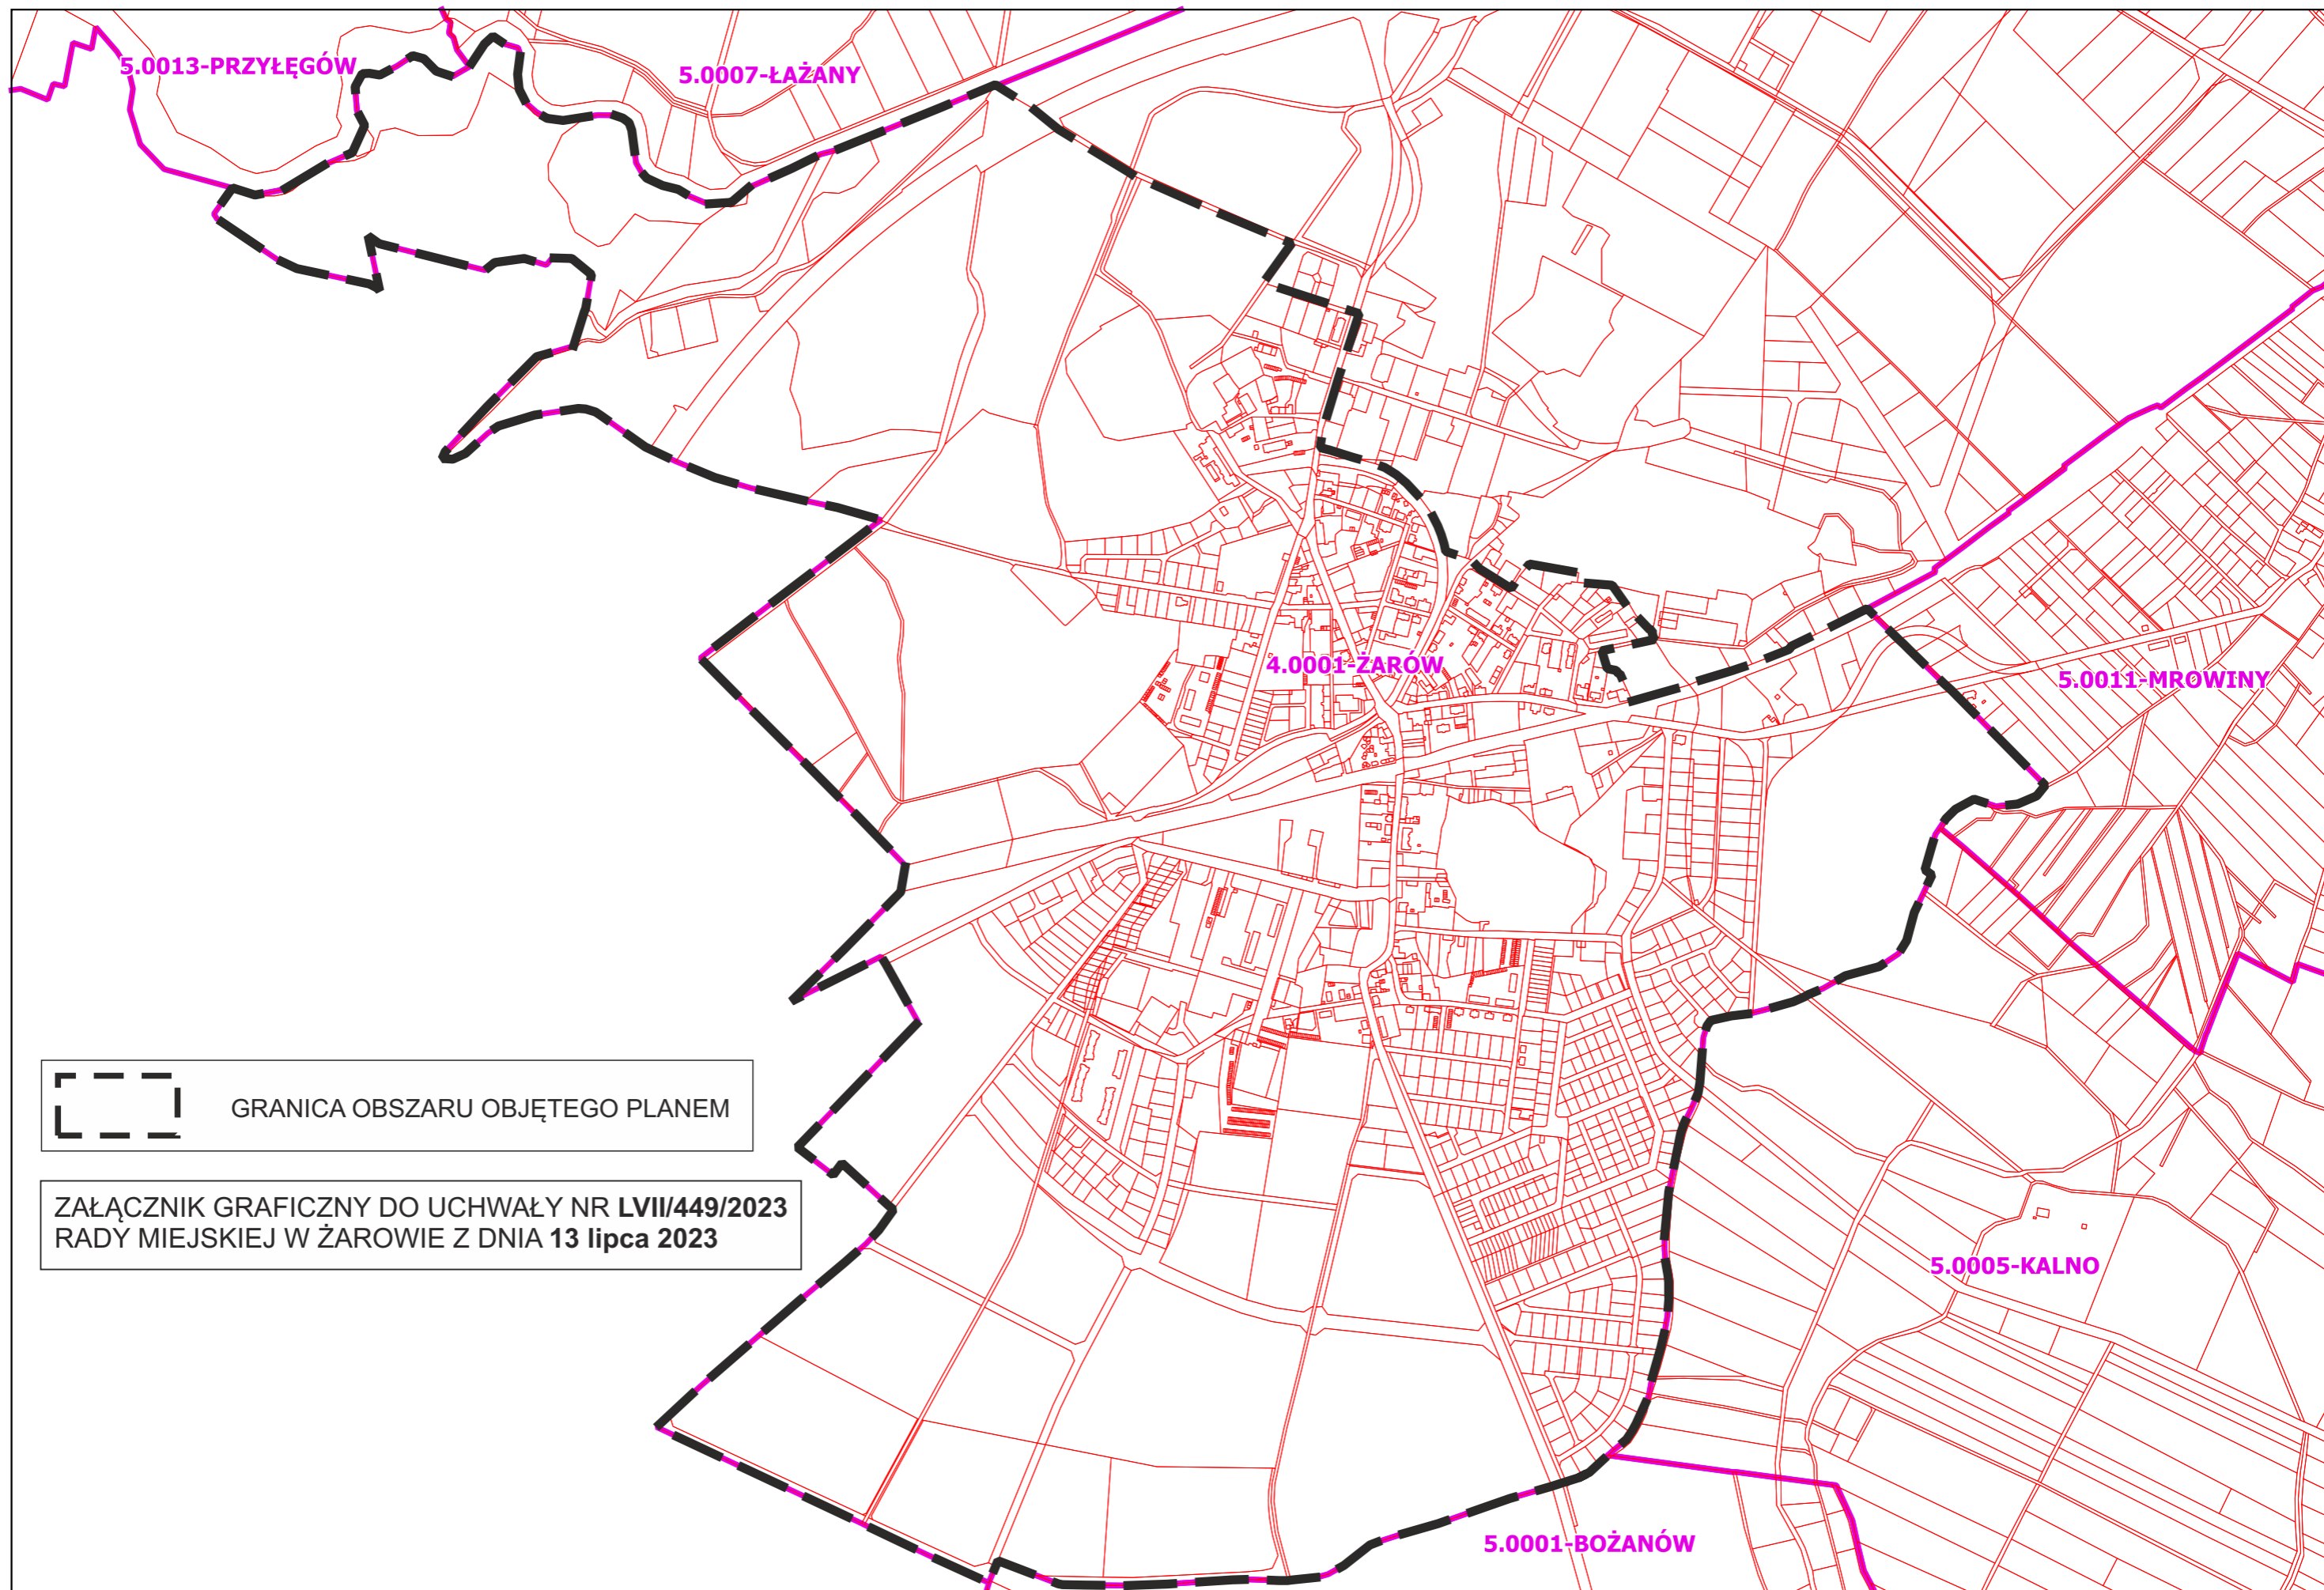 5.0013-PRZYŁĘGÓW
5.0007-ŁAŻANY
4.0001-ŻARÓW
5.0011-MROWINY
GRANICA OBSZARU OBJĘTEGO PLANEM
ZAŁĄCZNIK GRAFICZNY DO UCHWAŁY NR LVII/449/2023
RADY MIEJSKIEJ W ŻAROWIE Z DNIA 13 lipca 2023
5.0005-KALNO
5.0001-BOŻANÓW